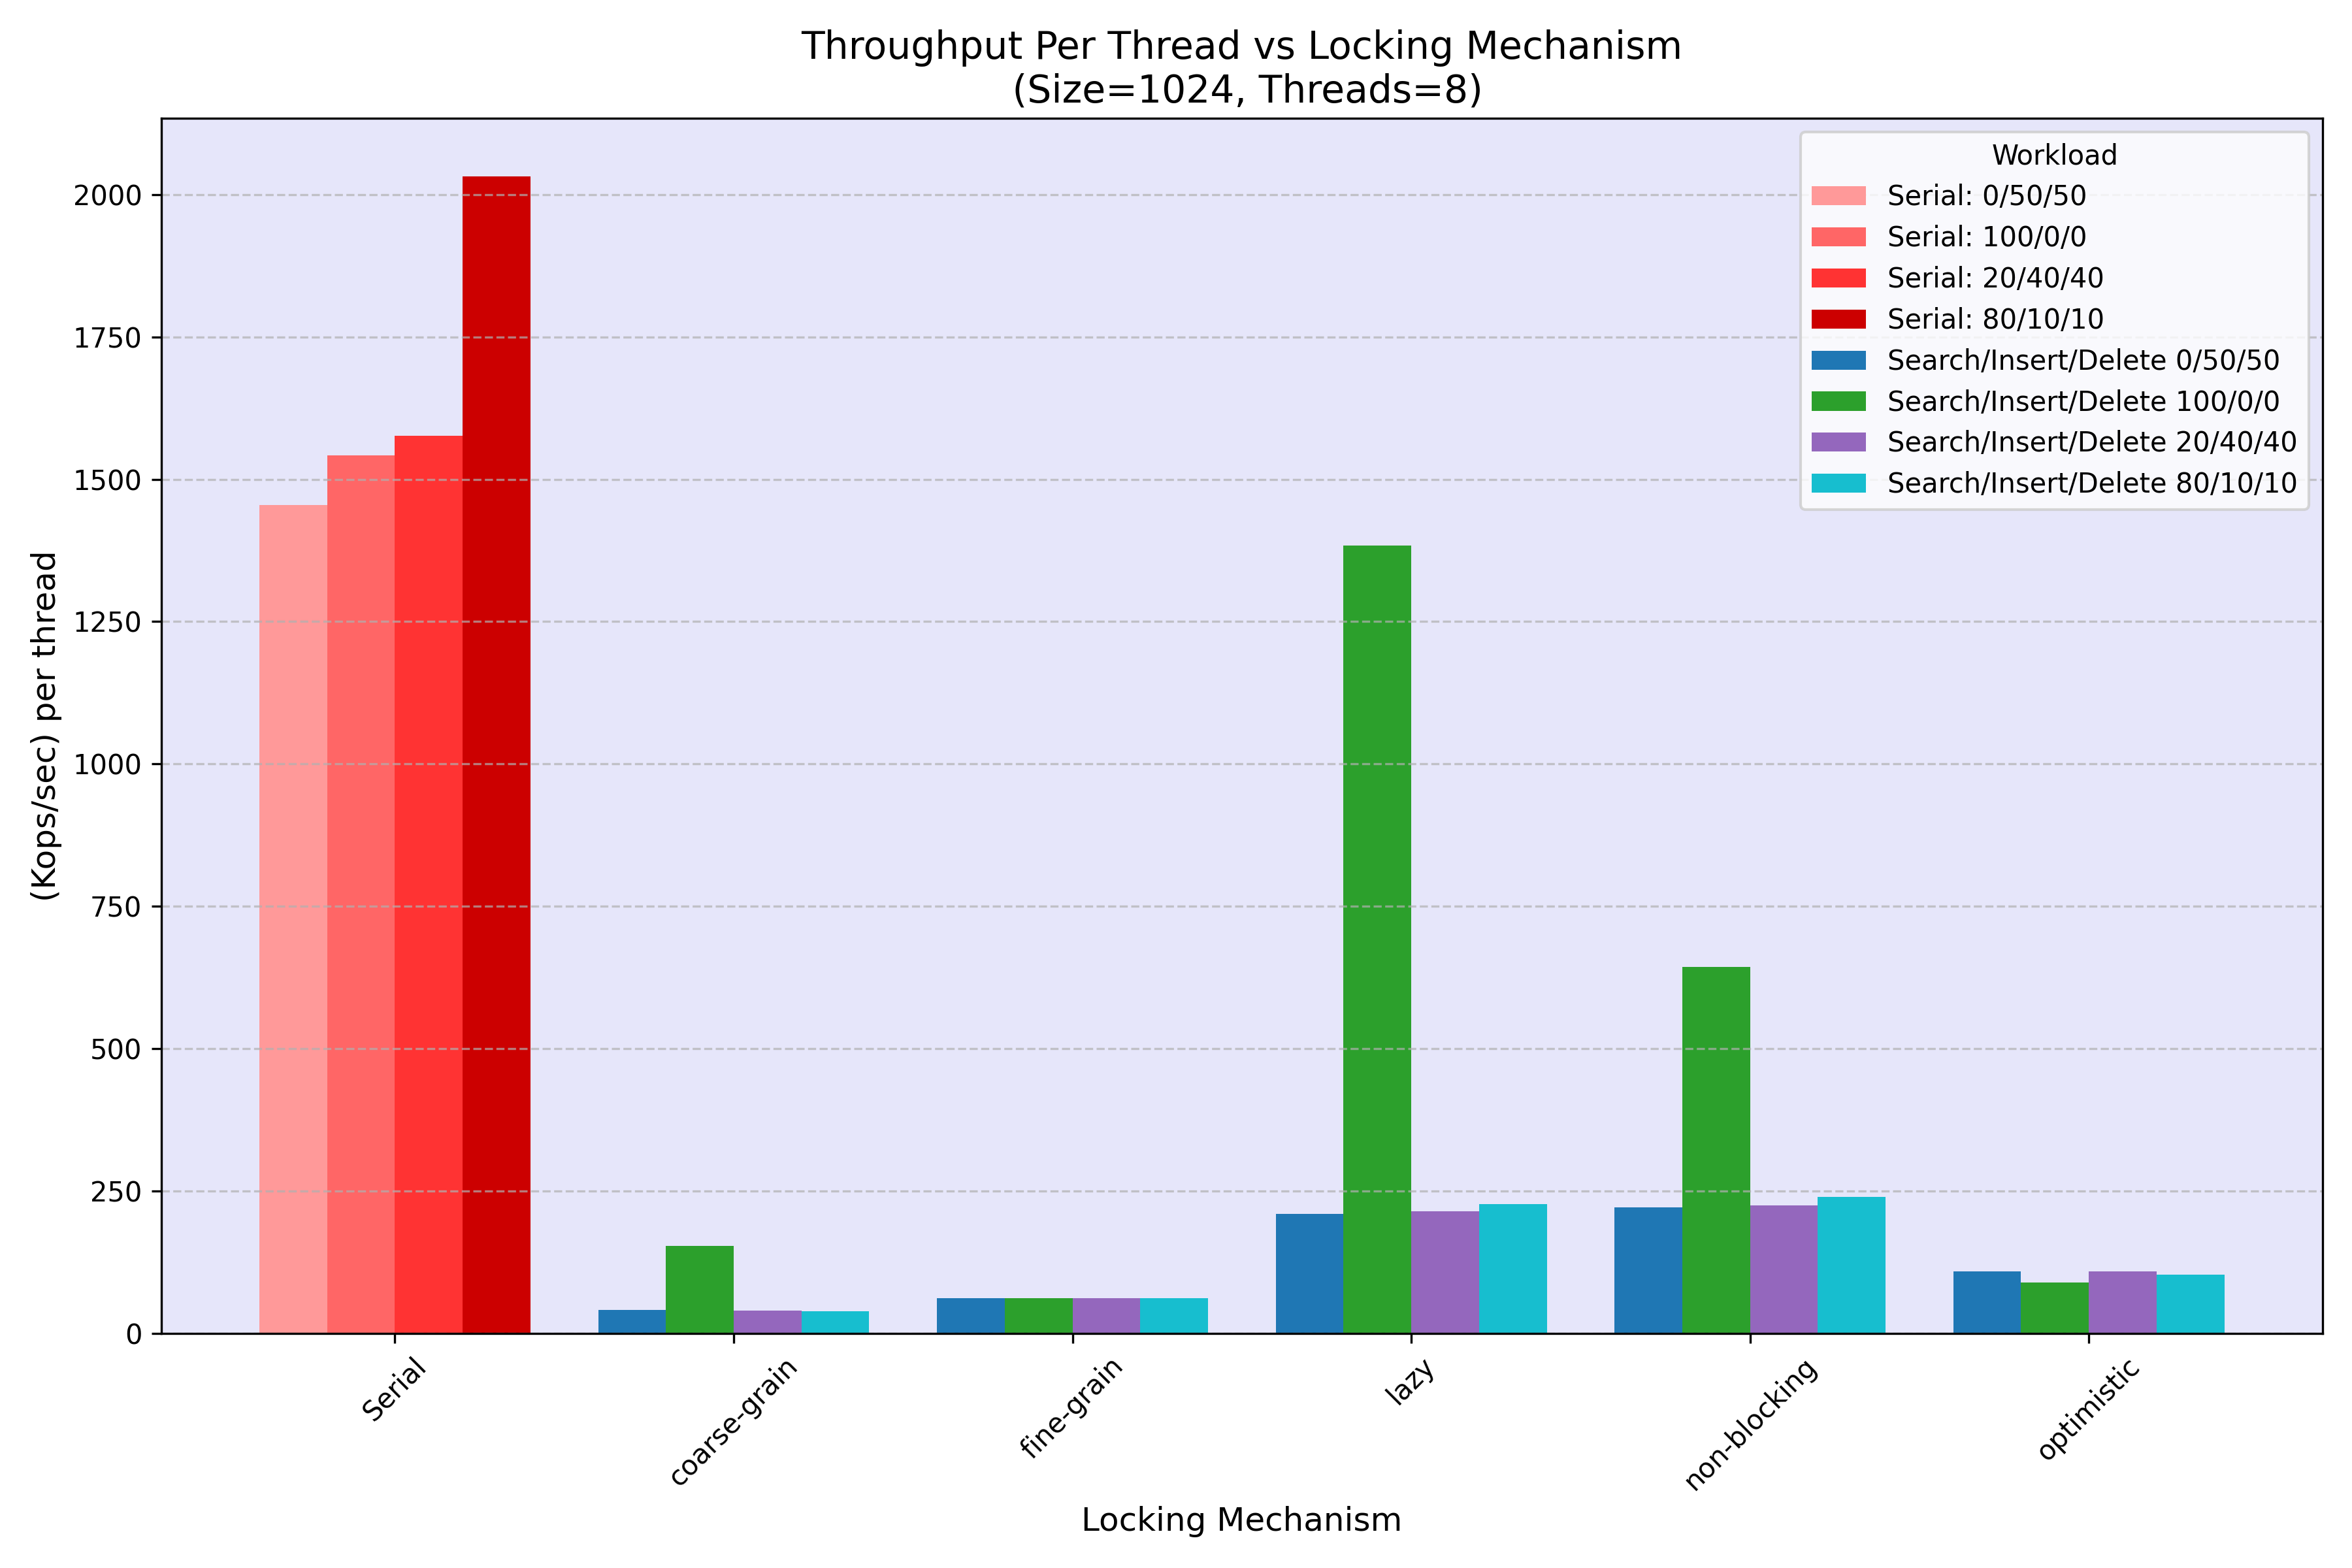 Throughput Per Thread vs Locking Mechanism
(Size=1024, Threads=8)
(Kops/sec) per thread
2000
1750
1500
1250
1000
750
500
250
0
Workload
Serial: 0/50/50
Serial: 100/0/0
Serial: 20/40/40
Serial: 80/10/10
Search/Insert/Delete 0/50/50
Search/Insert/Delete 100/0/0
Search/Insert/Delete 20/40/40
Search/Insert/Delete 80/10/10
Serial
coarse-grain
fine-grain
lazy
non-blocking
optimistic
Locking Mechanism